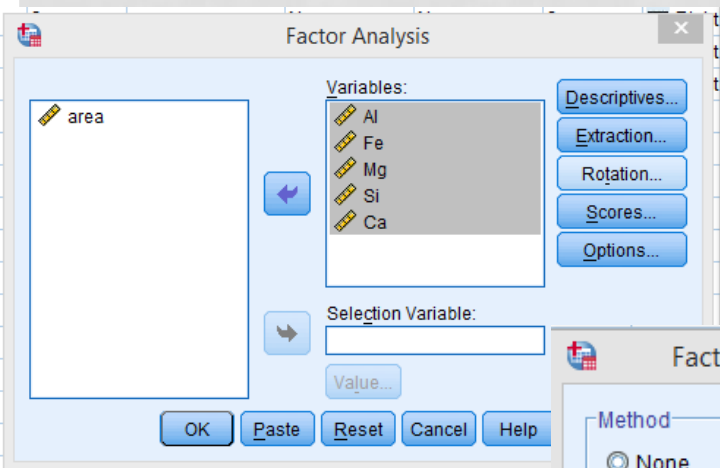 Factor Analysis
Variables:
area
Al
Fe
Mg
Si
Ca
Descriptives...
Extraction...
Rotation...
Scores...
Options...
Selection Variable:
Value...
OK Paste Reset Cancel Help
Fact
Method
None